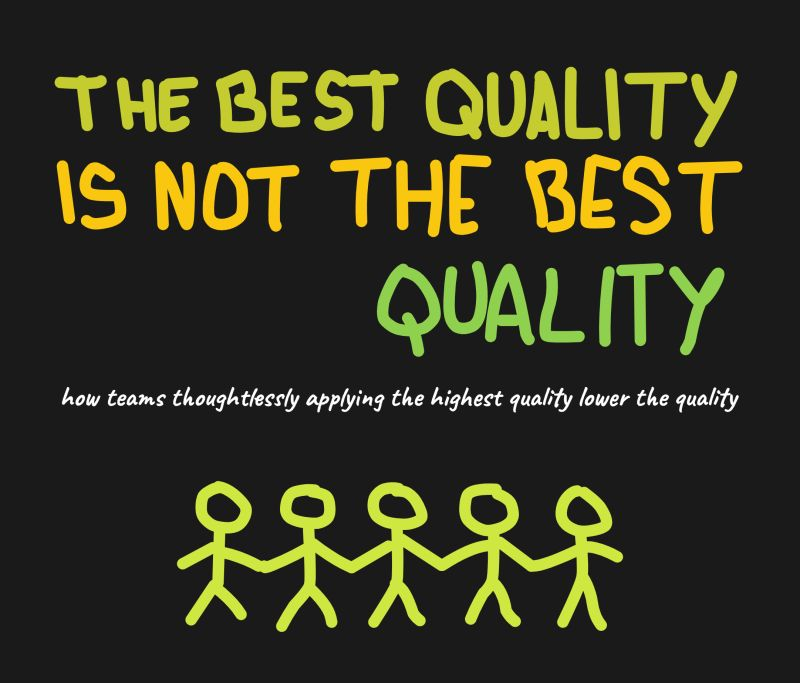 THE BEST QUALITY
IS NOT THE BEST
QUALITY
how teams thoughtlessly applying the highest quality lower the quality